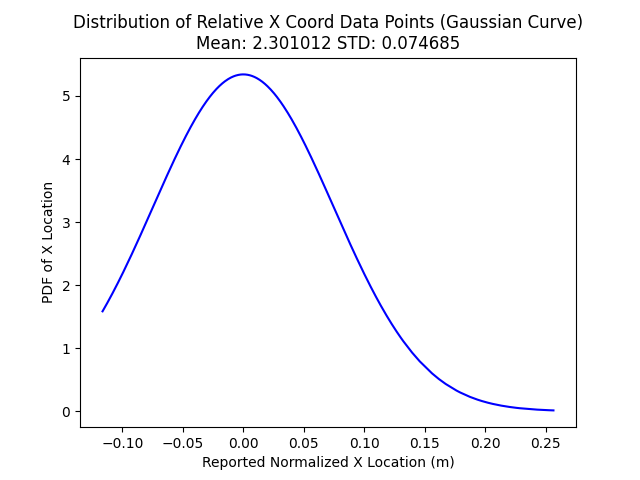 Distribution of Relative X Coord Data Points (Gaussian Curve)
Mean: 2.301012 STD: 0.074685
5
4
3
2
1
0
PDF of X Location
−0.10 −0.05 0.00 0.05 0.10 0.15 0.20 0.25
Reported Normalized X Location (m)